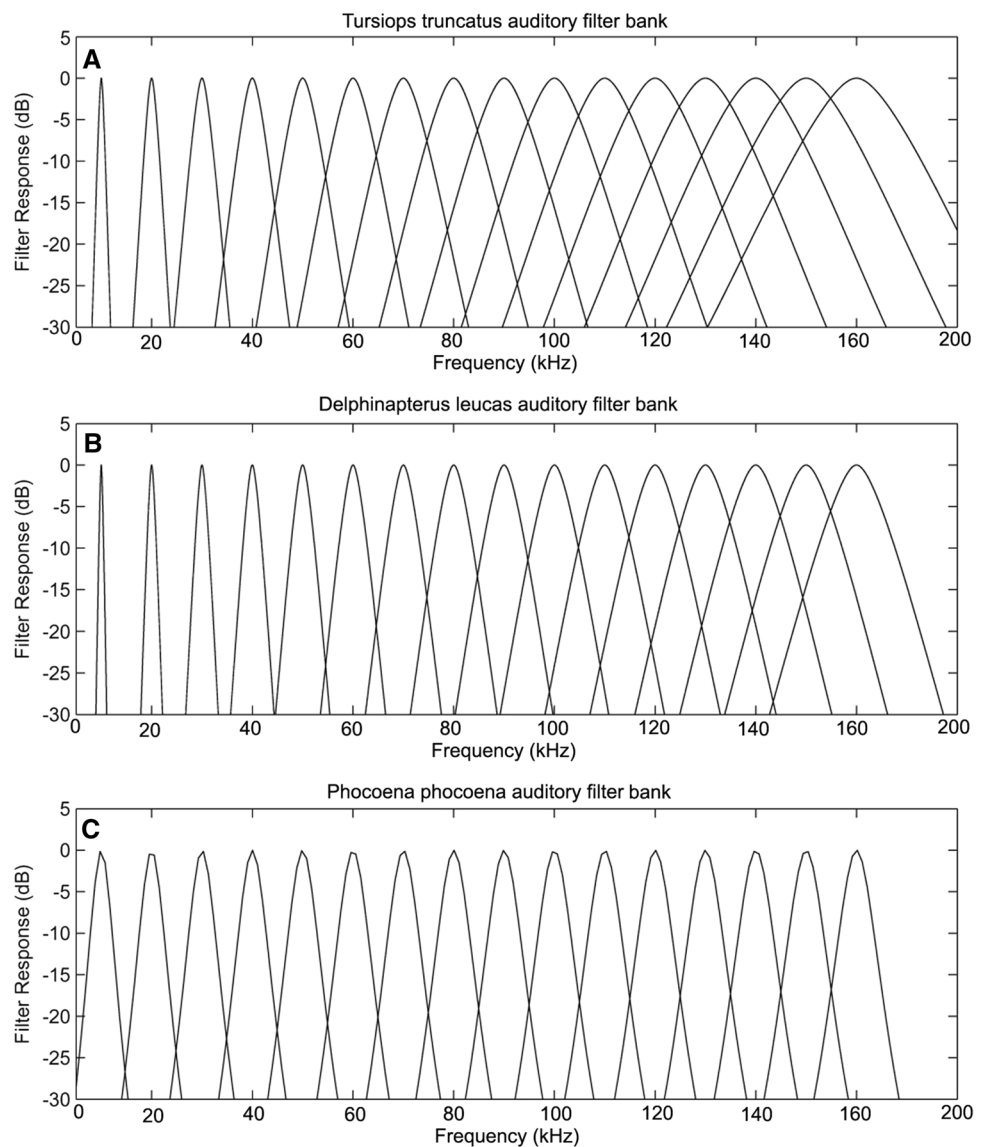 Tursiops truncatus auditory filter bank
A
5
0
-5
-10
-15
-20
-25
-30
Filter Response (dB)
0 20 40 60 80 100 120 140 160 200
Frequency (kHz)
Delphinapterus leucas auditory filter bank
B
5
0
-5
-10
-15
-20
-25
-30
Filter Response (dB)
0 20 40 60 80 100 120 140 160 200
Frequency (kHz)
Phocoena phocoena auditory filter bank
C
5
0
-5
-10
-15
-20
-25
-30
Filter Response (dB)
0 20 40 60 80 100 120 140 160 200
Frequency (kHz)